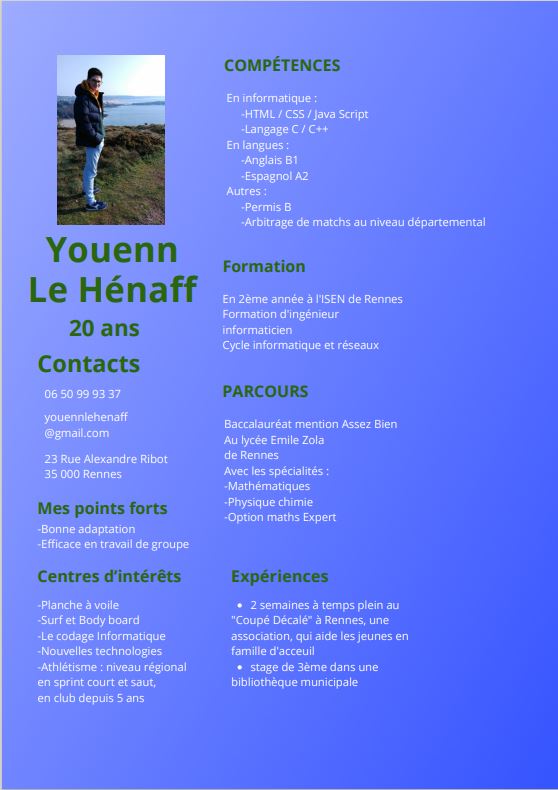 Youenn
Le Hénaff
20 ans
Contacts
06 50 99 93 37
youennlehenaff
@gmail.com
23 Rue Alexandre Ribot
35 000 Rennes
Mes points forts
-Bonne adaptation
-Efficace en travail de groupe
Centres d’intérêts
-Planche à voile
-Surf et Body board
-Le codage Informatique
-Nouvelles technologies
-Athlétisme : niveau régional
en sprint court et saut,
en club depuis 5 ans
COMPÉTENCES
En informatique :
-HTML / CSS / Java Script
-Langage C / C++
En langues :
-Anglais B1
-Espagnol A2
Autres :
-Permis B
-Arbitrage de matchs au niveau départemental
Formation
En 2ème année à l'ISEN de Rennes
Formation d'ingénieur
informaticien
Cycle informatique et réseaux
PARCOURS
Baccalauréat mention Assez Bien
Au lycée Emile Zola
de Rennes
Avec les spécialités :
-Mathématiques
-Physique chimie
-Option maths Expert
Expériences
• 2 semaines à temps plein au
"Coupé Décalé" à Rennes, une
association, qui aide les jeunes en
famille d'acceuil
• stage de 3ème dans une
bibliothèque municipale